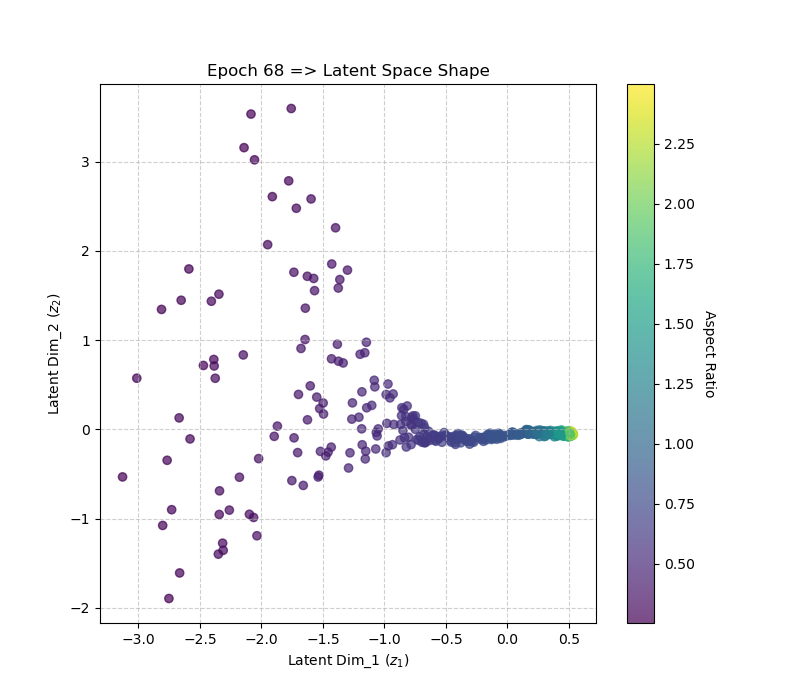 Epoch 68 => Latent Space Shape
Latent Dim_2 (z₂)
3
2
1
0
−1
−2
−3.0 −2.5 −2.0 −1.5 −1.0 −0.5 0.0 0.5
Latent Dim_1 (z₁)
2.25
2.00
1.75
1.50
1.25
1.00
0.75
0.50
Aspect Ratio